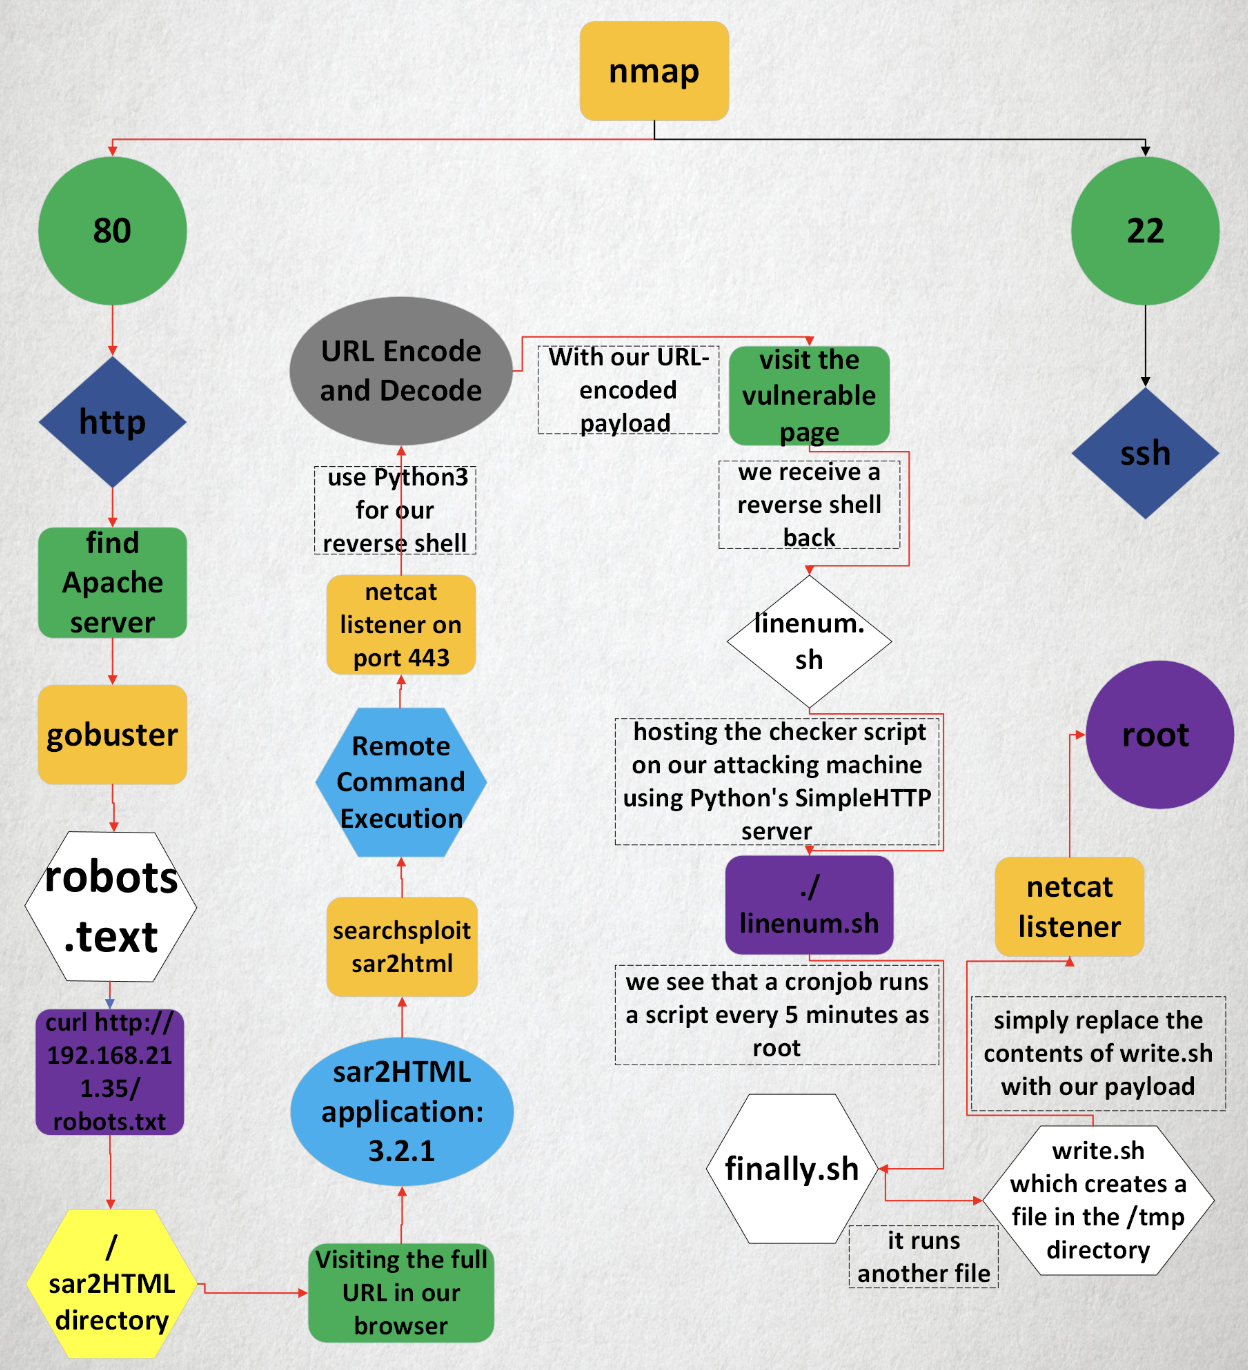 nmap
80
22
http
ssh
find
Apache
server
gobuster
robots
.text
curl http://
192.168.21
1.35/
robots.txt
/
sar2HTML
directory
Visiting the full
URL in our
browser
sar2HTML
application:
3.2.1
searchsploit
sar2html
Remote
Command
Execution
netcat
listener on
port 443
use Python3
for our
reverse shell
URL Encode
and Decode
With our URL-
encoded
payload
visit the
vulnerable
page
we receive a
reverse shell
back
linenum.
sh
hosting the checker script
on our attacking machine
using Python's SimpleHTTP
server
./
linenum.sh
we see that a cronjob runs
a script every 5 minutes as
root
finally.sh
it runs
another file
write.sh
which creates a
file in the /tmp
directory
simply replace the
contents of write.sh
with our payload
netcat
listener
root